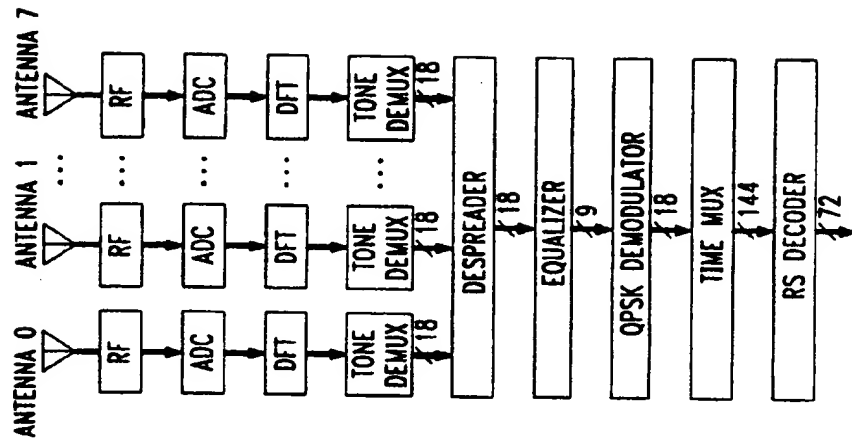 ANTENNA 0 ANTENNA 1 ... ANTENNA 7
RF RF ... RF
ADC ADC ... ADC
DFT DFT ... DFT
TONE DEMUX TONE DEMUX ... TONE DEMUX
18 18 18
DESPREADER
18
EQUALIZER
9
QPSK DEMODULATOR
18
TIME MUX
144
RS DECODER
72